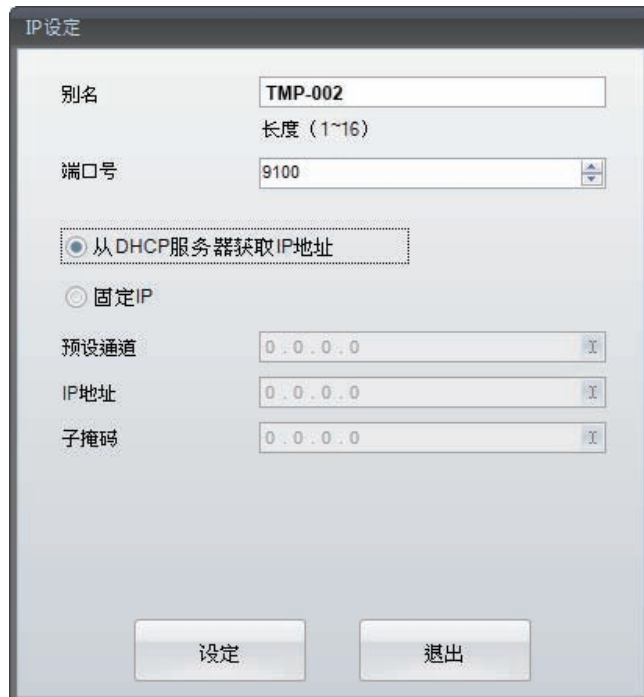 IP设定
别名 TMP-002
长度（1~16）
端口号 9100
从DHCP服务器获取IP地址
固定IP
预设通道 0 . 0 . 0 . 0
IP地址 0 . 0 . 0 . 0
子掩码 0 . 0 . 0 . 0
设定 退出